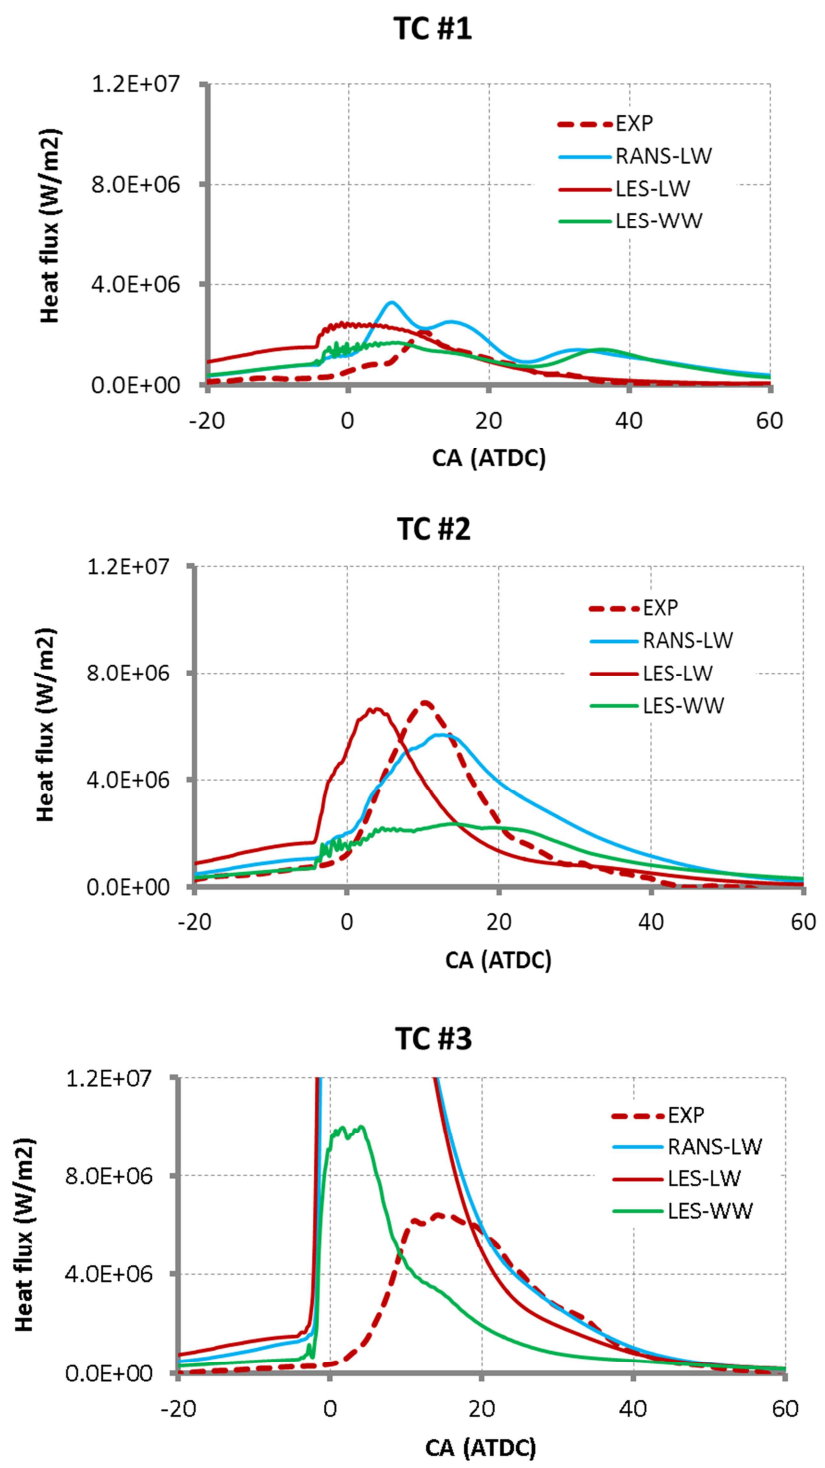 TC #1
1.2E+07
8.0E+06
4.0E+06
0.0E+00
Heat flux (W/m2)
EXP
RANS-LW
LES-LW
LES-WW
-20 0 20 40 60
CA (ATDC)
TC #2
1.2E+07
8.0E+06
4.0E+06
0.0E+00
Heat flux (W/m2)
EXP
RANS-LW
LES-LW
LES-WW
-20 0 20 40 60
CA (ATDC)
TC #3
1.2E+07
8.0E+06
4.0E+06
0.0E+00
Heat flux (W/m2)
EXP
RANS-LW
LES-LW
LES-WW
-20 0 20 40 60
CA (ATDC)